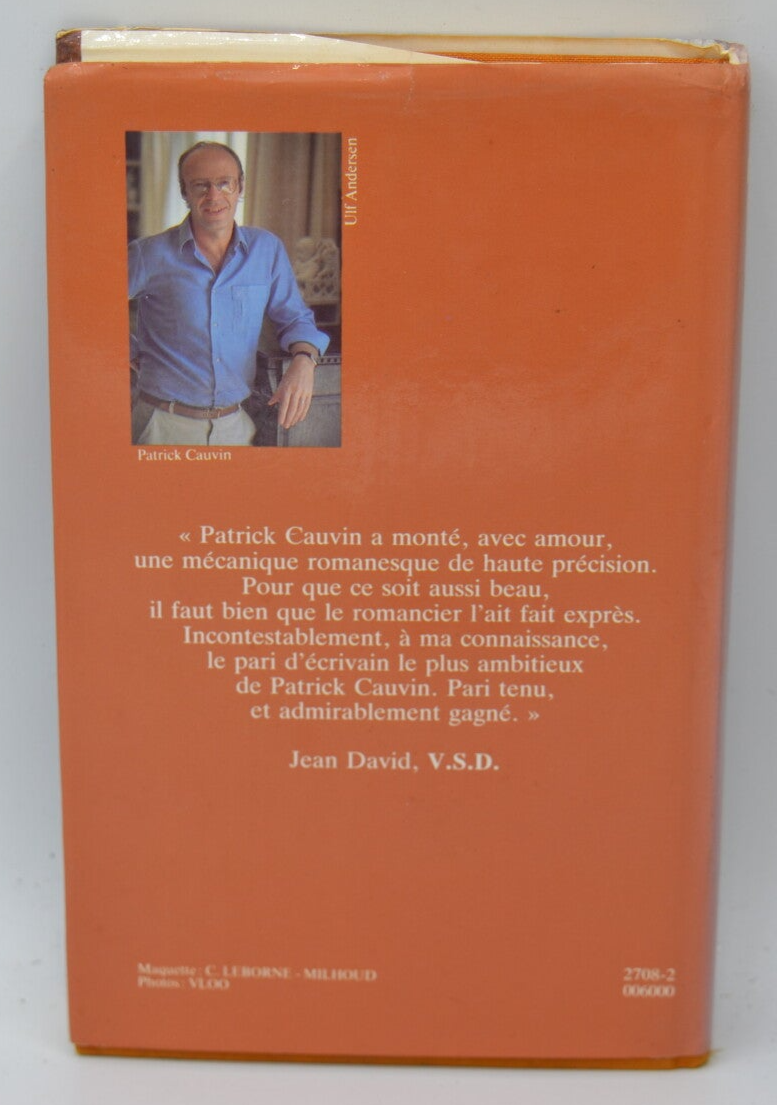 Ulf Andersen
Patrick Cauvin
« Patrick Cauvin a monté, avec amour,
une mécanique romanesque de haute précision.
Pour que ce soit aussi beau,
il faut bien que le romancier l'ait fait exprès.
Incontestablement, à ma connaissance,
le pari d'écrivain le plus ambitieux
de Patrick Cauvin. Pari tenu,
et admirablement gagné. »
Jean David, V.S.D.
Maquette : C. LEBORNE - MILHOUD
Photos : VLOO
2708-2
006000